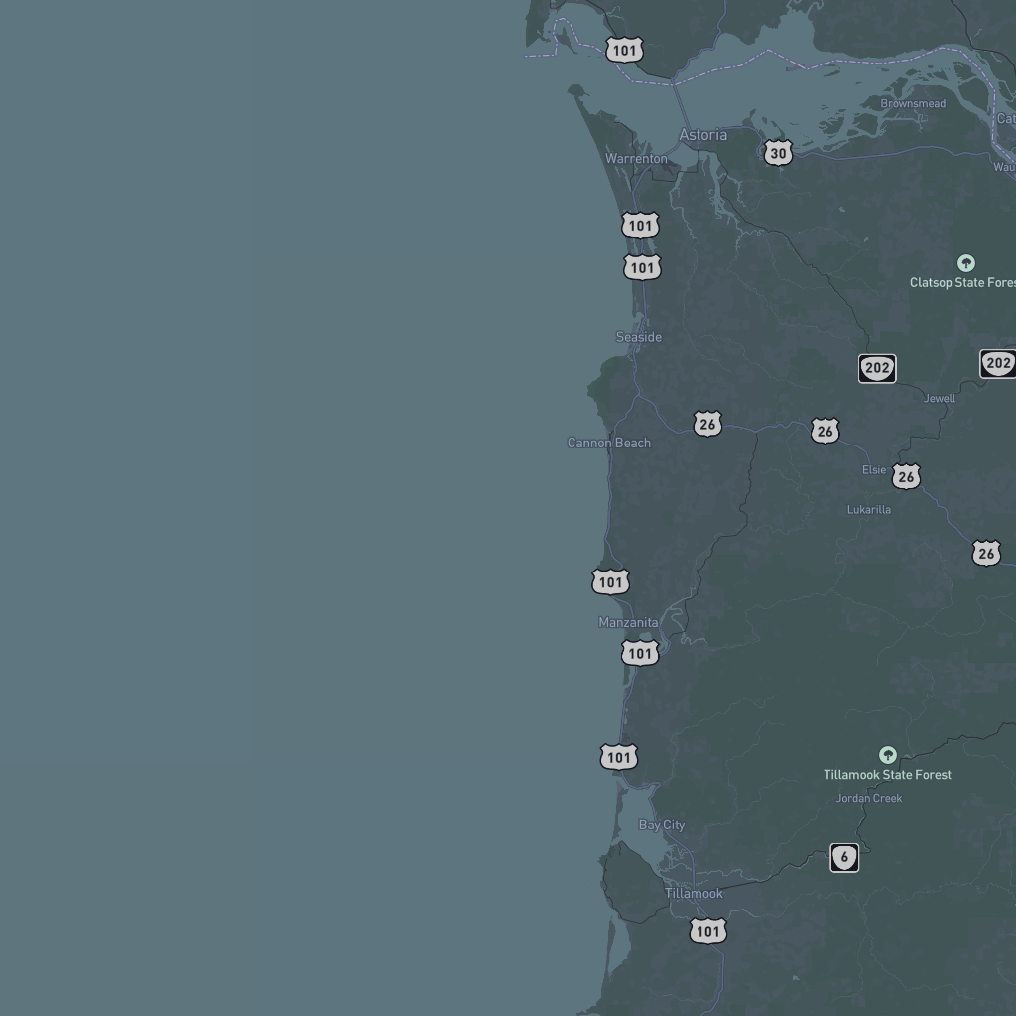 101
Brownsmead
Cat
Astoria
30
Warrenton
Wau
101
101
Clatsop State Fores
Seaside
202
202
Jewell
26
26
Cannon Beach
Elsie
26
Lukarilla
26
101
Manzanita
101
101
Tillamook State Forest
Jordan Creek
Bay City
6
Tillamook
101